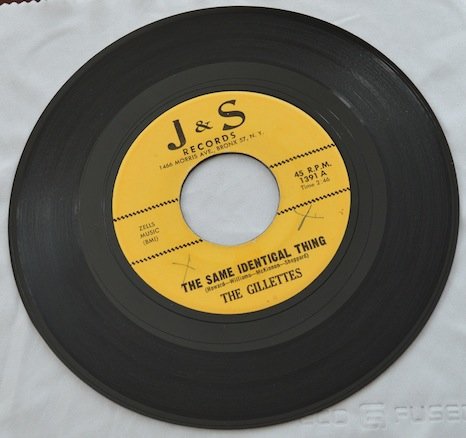 J & S
RECORDS
1466 MORRIS AVE., BRONX 57, N. Y.
45 R.P.M.
1391 A
Time 2:46
ZELLS
MUSIC
(BMI)
THE SAME IDENTICAL THING
(Howard—Williams—McKinnon—Sheppard)
THE GILLETTES